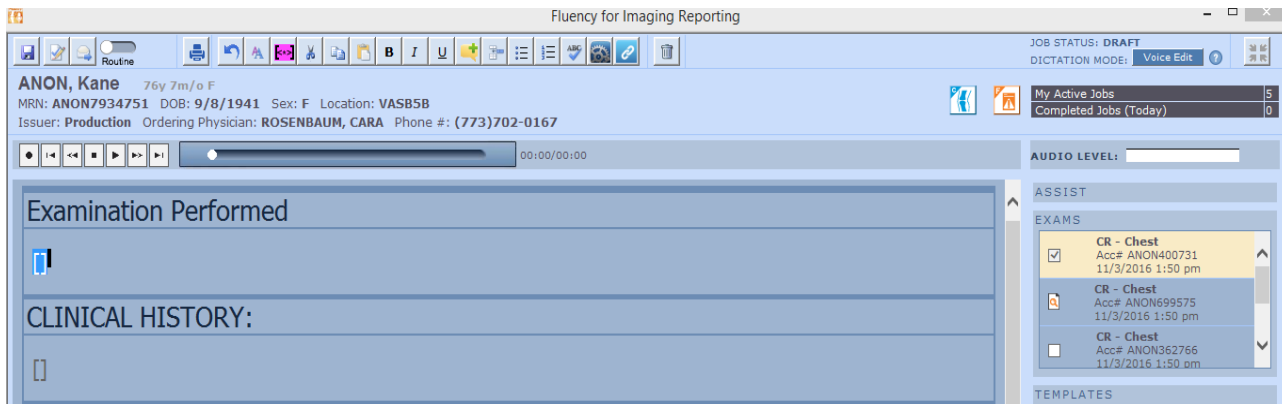 Fluency for Imaging Reporting
Routine
B I U
ABC
JOB STATUS: DRAFT
DICTATION MODE: Voice Edit ?
ANON, Kane 76y 7m/o F
MRN: ANON7934751 DOB: 9/8/1941 Sex: F Location: VASB5B
Issuer: Production Ordering Physician: ROSENBAUM, CARA Phone #: (773)702-0167
My Active Jobs 5
Completed Jobs (Today) 0
00:00/00:00
AUDIO LEVEL:
Examination Performed
[]
CLINICAL HISTORY:
[]
ASSIST
EXAMS
CR - Chest
Acc# ANON400731
11/3/2016 1:50 pm
CR - Chest
Acc# ANON699575
11/3/2016 1:50 pm
CR - Chest
Acc# ANON362766
11/3/2016 1:50 pm
TEMPLATES